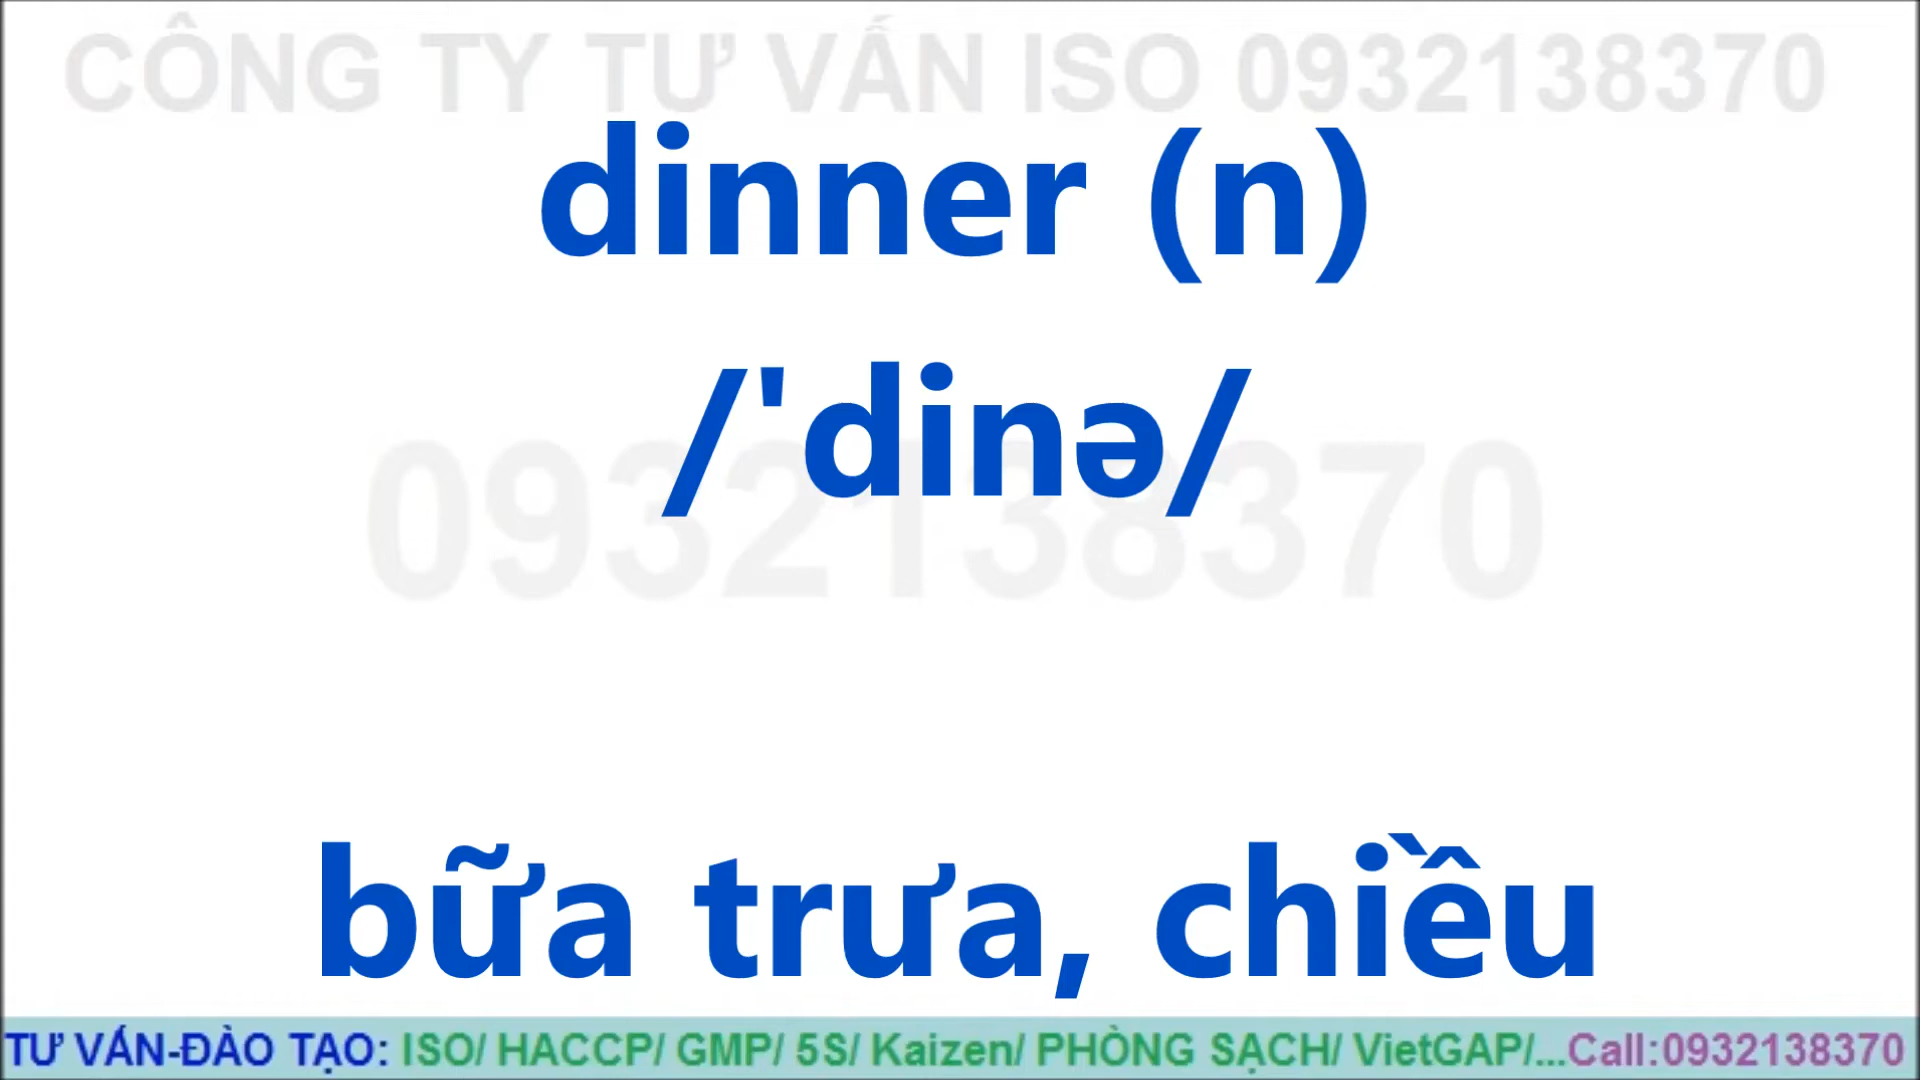 CÔNG TY TƯ VẤN ISO 0932138370
dinner (n)
/'dinə/
0932138370
bữa trưa, chiều
TƯ VẤN-ĐÀO TẠO: ISO/ HACCP/ GMP/ 5S/ Kaizen/ PHÒNG SẠCH/ VietGAP/...Call:0932138370